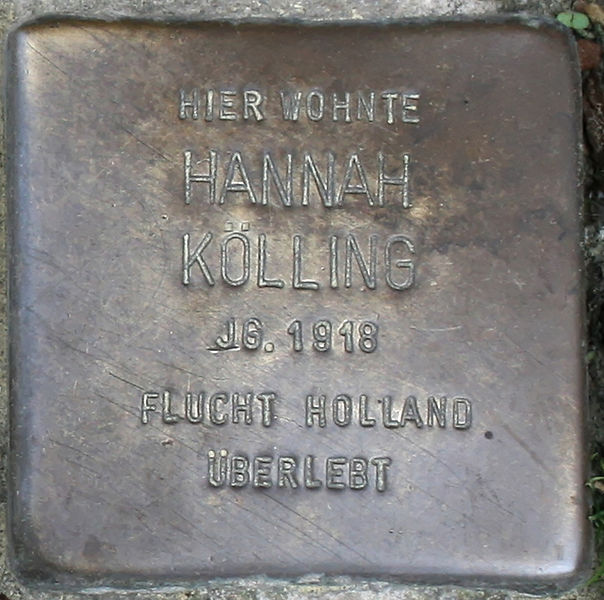 HIER WOHNTE
HANNAH
KÖLLING
JG. 1918
FLUCHT HOLLAND
ÜBERLEBT